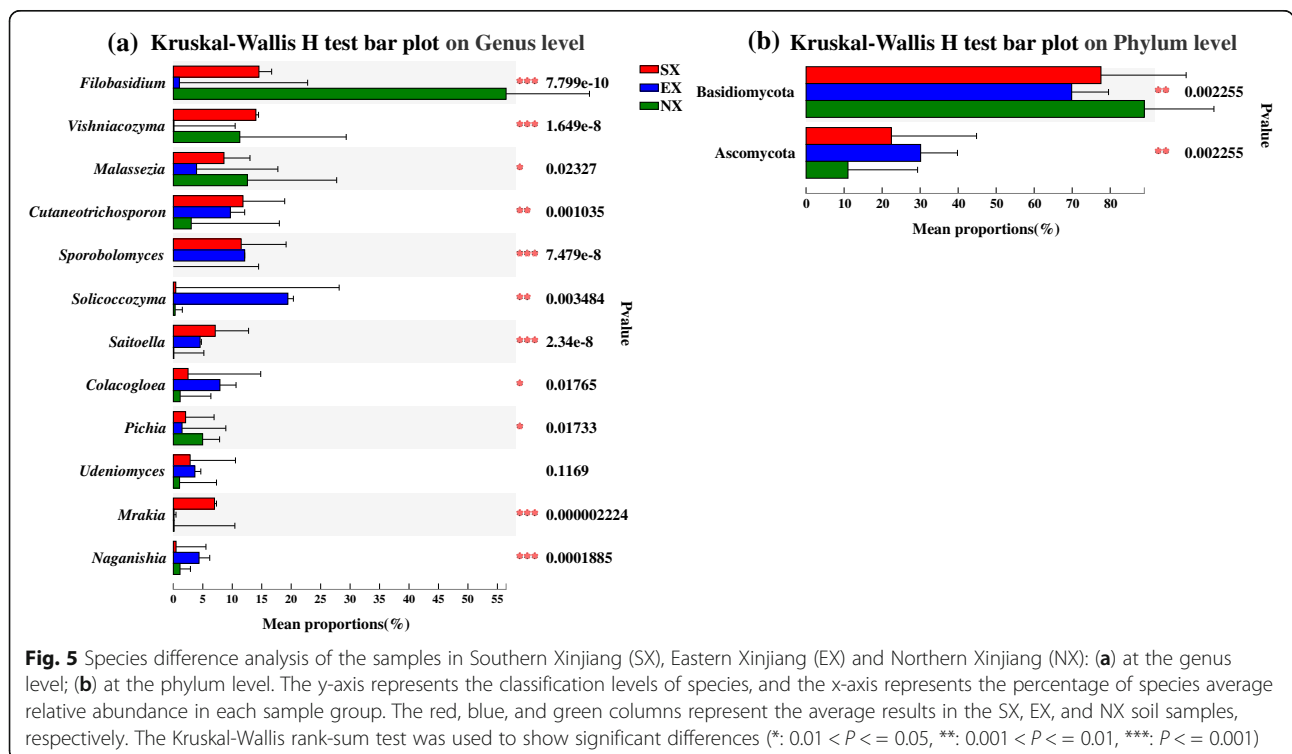 (a) Kruskal-Wallis H test bar plot on Genus level
Filobasidium
Vishniacozyma
Malassezia
Cutaneotrichosporon
Sporobolomyces
Solicoccozyma
Saitoella
Colacogloea
Pichia
Udeniomyces
Mrakia
Naganishia
*** 7.799e-10
*** 1.649e-8
* 0.02327
** 0.001035
*** 7.479e-8
** 0.003484
*** 2.34e-8
* 0.01765
* 0.01733
0.1169
*** 0.000002224
*** 0.0001885
Pvalue
0 5 10 15 20 25 30 35 40 45 50 55
Mean proportions(%)
SX
EX
NX
(b) Kruskal-Wallis H test bar plot on Phylum level
Basidiomycota
Ascomycota
** 0.002255
** 0.002255
Pvalue
0 10 20 30 40 50 60 70 80
Mean proportions(%)
Fig. 5 Species difference analysis of the samples in Southern Xinjiang (SX), Eastern Xinjiang (EX) and Northern Xinjiang (NX): (a) at the genus
level; (b) at the phylum level. The y-axis represents the classification levels of species, and the x-axis represents the percentage of species average
relative abundance in each sample group. The red, blue, and green columns represent the average results in the SX, EX, and NX soil samples,
respectively. The Kruskal-Wallis rank-sum test was used to show significant differences (*: 0.01 < P < = 0.05, **: 0.001 < P < = 0.01, ***: P < = 0.001)